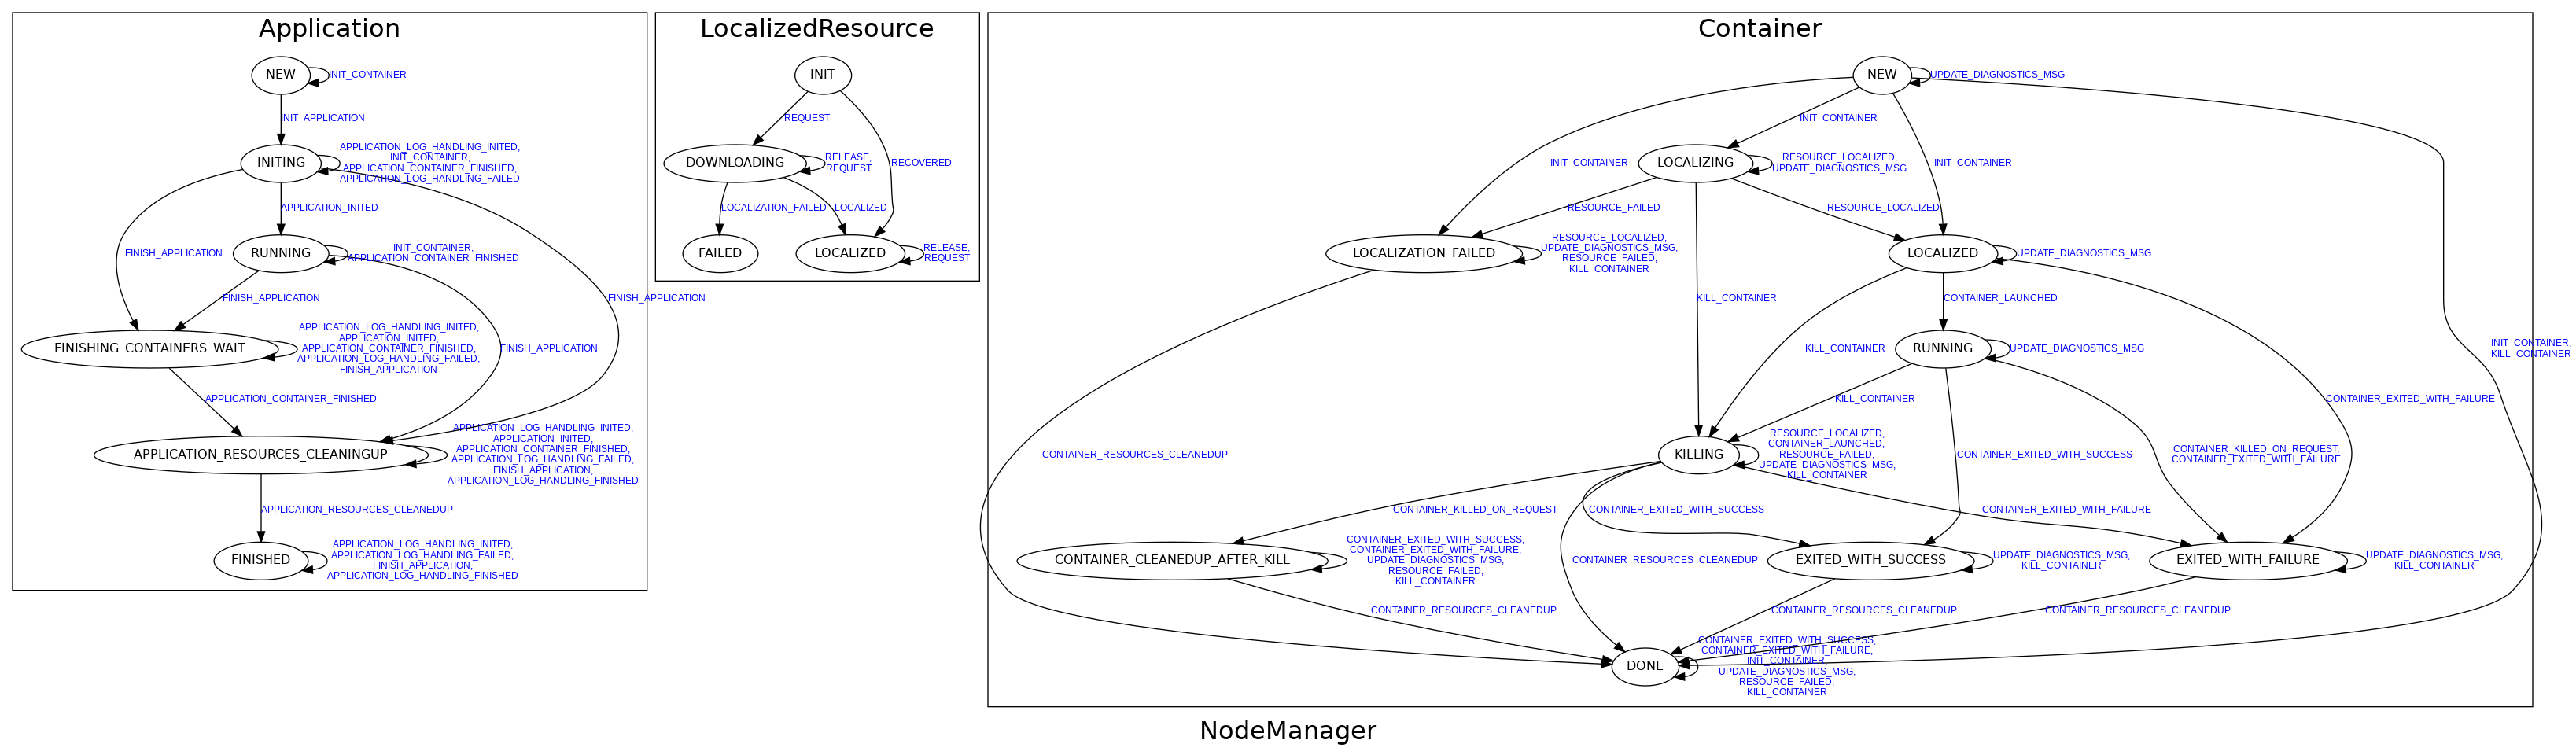 Application
NEW
INIT_CONTAINER
INIT_APPLICATION
INITING
APPLICATION_LOG_HANDLING_INITED,
INIT_CONTAINER,
APPLICATION_CONTAINER_FINISHED,
APPLICATION_LOG_HANDLING_FAILED
APPLICATION_INITED
FINISH_APPLICATION
RUNNING
INIT_CONTAINER,
APPLICATION_CONTAINER_FINISHED
FINISH_APPLICATION
FINISH_APPLICATION
FINISHING_CONTAINERS_WAIT
APPLICATION_LOG_HANDLING_INITED,
APPLICATION_INITED,
APPLICATION_CONTAINER_FINISHED,
APPLICATION_LOG_HANDLING_FAILED,
FINISH_APPLICATION
FINISH_APPLICATION
APPLICATION_CONTAINER_FINISHED
APPLICATION_RESOURCES_CLEANINGUP
APPLICATION_LOG_HANDLING_INITED,
APPLICATION_INITED,
APPLICATION_CONTAINER_FINISHED,
APPLICATION_LOG_HANDLING_FAILED,
FINISH_APPLICATION,
APPLICATION_LOG_HANDLING_FINISHED
APPLICATION_RESOURCES_CLEANEDUP
FINISHED
APPLICATION_LOG_HANDLING_INITED,
APPLICATION_LOG_HANDLING_FAILED,
FINISH_APPLICATION,
APPLICATION_LOG_HANDLING_FINISHED
LocalizedResource
INIT
REQUEST
DOWNLOADING
RELEASE,
REQUEST
RECOVERED
LOCALIZATION_FAILED
LOCALIZED
FAILED
LOCALIZED
RELEASE,
REQUEST
Container
NEW
UPDATE_DIAGNOSTICS_MSG
INIT_CONTAINER
INIT_CONTAINER
LOCALIZING
RESOURCE_LOCALIZED,
UPDATE_DIAGNOSTICS_MSG
INIT_CONTAINER
RESOURCE_FAILED
RESOURCE_LOCALIZED
LOCALIZATION_FAILED
RESOURCE_LOCALIZED,
UPDATE_DIAGNOSTICS_MSG,
RESOURCE_FAILED,
KILL_CONTAINER
LOCALIZED
UPDATE_DIAGNOSTICS_MSG
KILL_CONTAINER
CONTAINER_LAUNCHED
KILL_CONTAINER
RUNNING
UPDATE_DIAGNOSTICS_MSG
INIT_CONTAINER,
KILL_CONTAINER
KILL_CONTAINER
CONTAINER_EXITED_WITH_FAILURE
CONTAINER_RESOURCES_CLEANEDUP
KILLING
RESOURCE_LOCALIZED,
CONTAINER_LAUNCHED,
RESOURCE_FAILED,
UPDATE_DIAGNOSTICS_MSG,
KILL_CONTAINER
CONTAINER_EXITED_WITH_SUCCESS
CONTAINER_KILLED_ON_REQUEST,
CONTAINER_EXITED_WITH_FAILURE
CONTAINER_KILLED_ON_REQUEST
CONTAINER_EXITED_WITH_SUCCESS
CONTAINER_EXITED_WITH_FAILURE
CONTAINER_CLEANEDUP_AFTER_KILL
CONTAINER_EXITED_WITH_SUCCESS,
CONTAINER_EXITED_WITH_FAILURE,
UPDATE_DIAGNOSTICS_MSG,
RESOURCE_FAILED,
KILL_CONTAINER
CONTAINER_RESOURCES_CLEANEDUP
EXITED_WITH_SUCCESS
UPDATE_DIAGNOSTICS_MSG,
KILL_CONTAINER
EXITED_WITH_FAILURE
UPDATE_DIAGNOSTICS_MSG,
KILL_CONTAINER
CONTAINER_RESOURCES_CLEANEDUP
CONTAINER_RESOURCES_CLEANEDUP
CONTAINER_RESOURCES_CLEANEDUP
DONE
CONTAINER_EXITED_WITH_SUCCESS,
CONTAINER_EXITED_WITH_FAILURE,
INIT_CONTAINER,
UPDATE_DIAGNOSTICS_MSG,
RESOURCE_FAILED,
KILL_CONTAINER
NodeManager